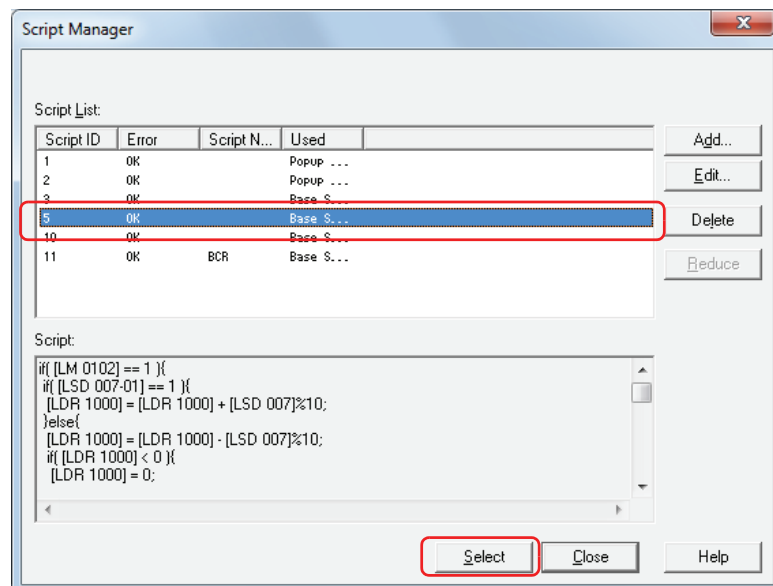 Script Manager
x
Script List:
Script ID Error Script N... Used
1 OK Popup ...
2 OK Popup ...
3 OK Base S...
5 OK Base S...
10 OK Base S...
11 OK BCR Base S...
Add...
Edit...
Delete
Reduce
Script:
if( [LM 0102] == 1 ){
if( [LSD 007-01] == 1 ){
[LDR 1000] = [LDR 1000] + [LSD 007]%10;
}else{
[LDR 1000] = [LDR 1000] - [LSD 007]%10;
if( [LDR 1000] < 0 ){
[LDR 1000] = 0;
Select Close Help